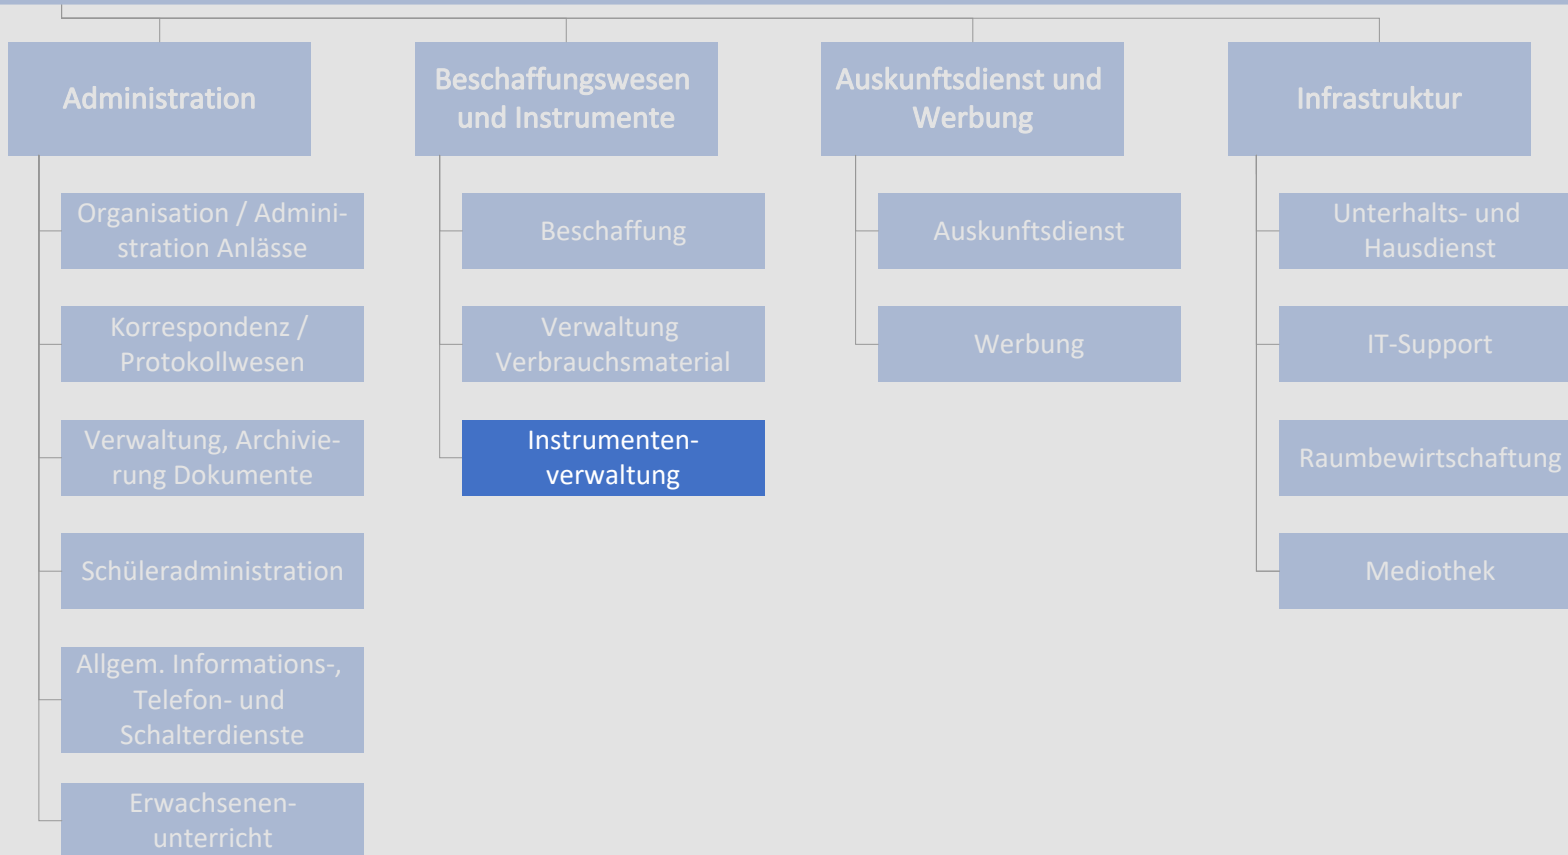 Administration
Organisation / Admini-
stration Anlässe
Korrespondenz /
Protokollwesen
Verwaltung, Archivie-
rung Dokumente
Schüleradministration
Allgem. Informations-,
Telefon- und
Schalterdienste
Erwachsenen-
unterricht
Beschaffungswesen
und Instrumente
Beschaffung
Verwaltung
Verbrauchsmaterial
Instrumenten-
verwaltung
Auskunftsdienst und
Werbung
Auskunftsdienst
Werbung
Infrastruktur
Unterhalts- und
Hausdienst
IT-Support
Raumbewirtschaftung
Mediothek